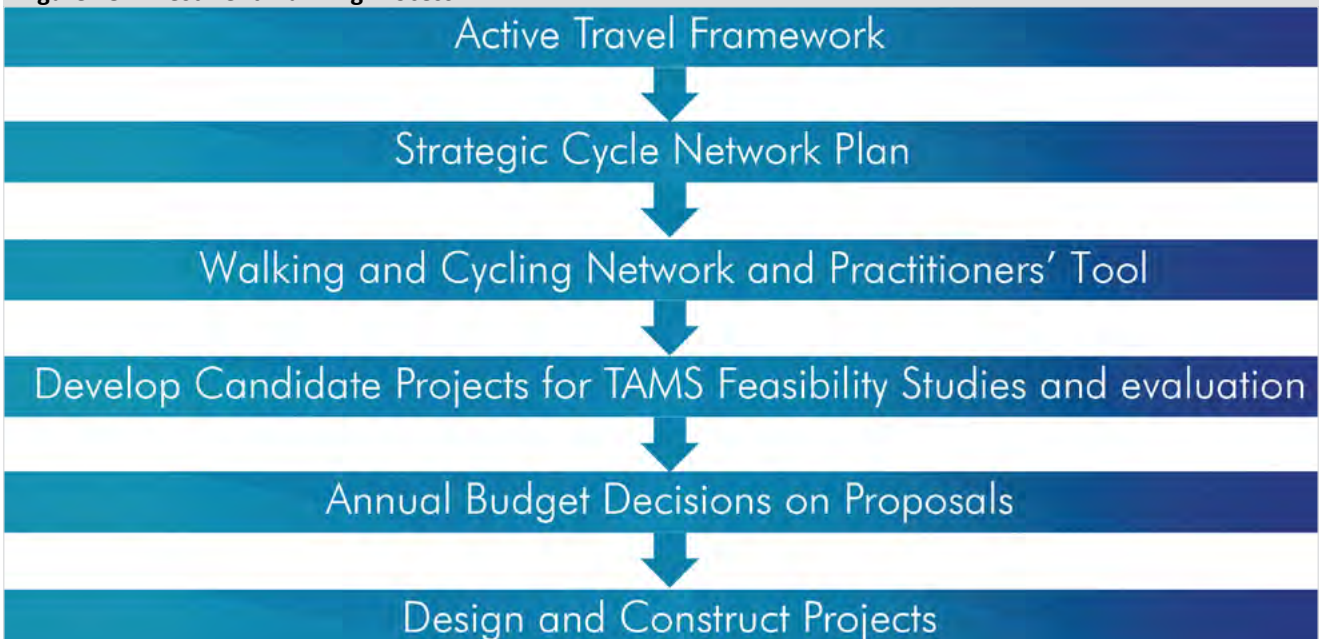 Active Travel Framework
Strategic Cycle Network Plan
Walking and Cycling Network and Practitioners’ Tool
Develop Candidate Projects for TAMS Feasibility Studies and evaluation
Annual Budget Decisions on Proposals
Design and Construct Projects